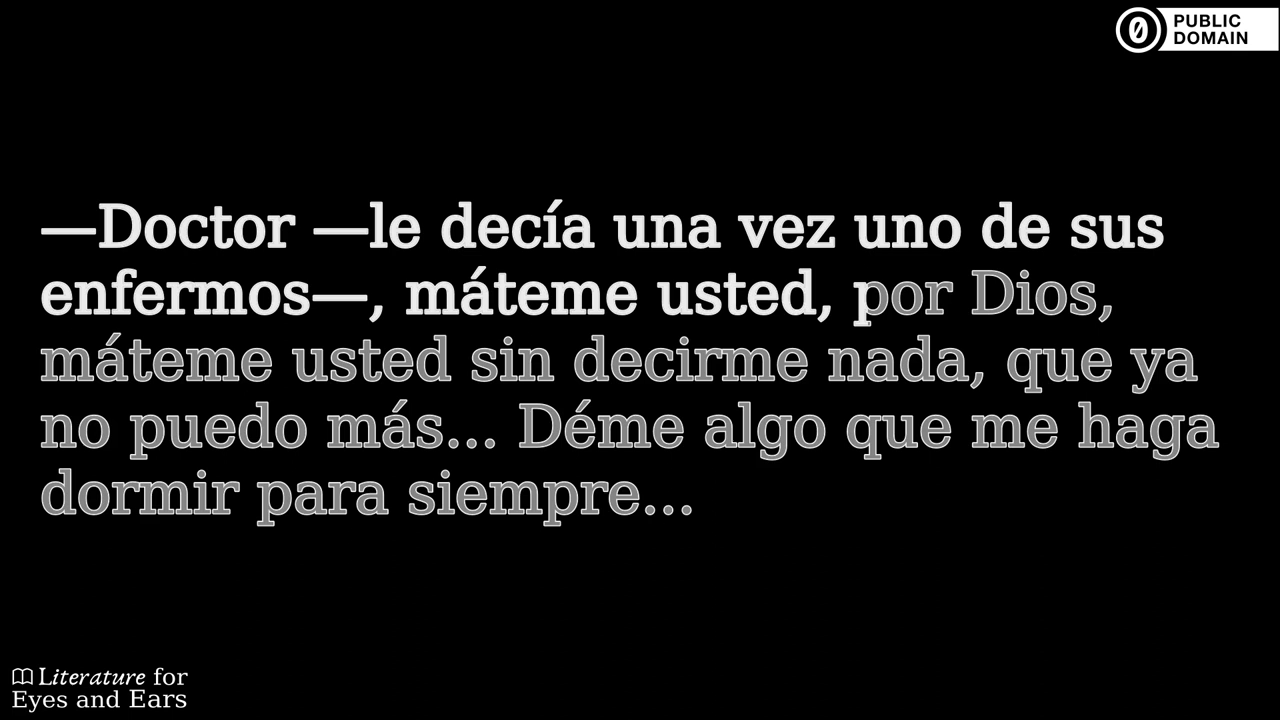 PUBLIC
DOMAIN
—Doctor —le decía una vez uno de sus
enfermos—, máteme usted, por Dios,
máteme usted sin decirme nada, que ya
no puedo más... Déme algo que me haga
dormir para siempre...
Literature for
Eyes and Ears